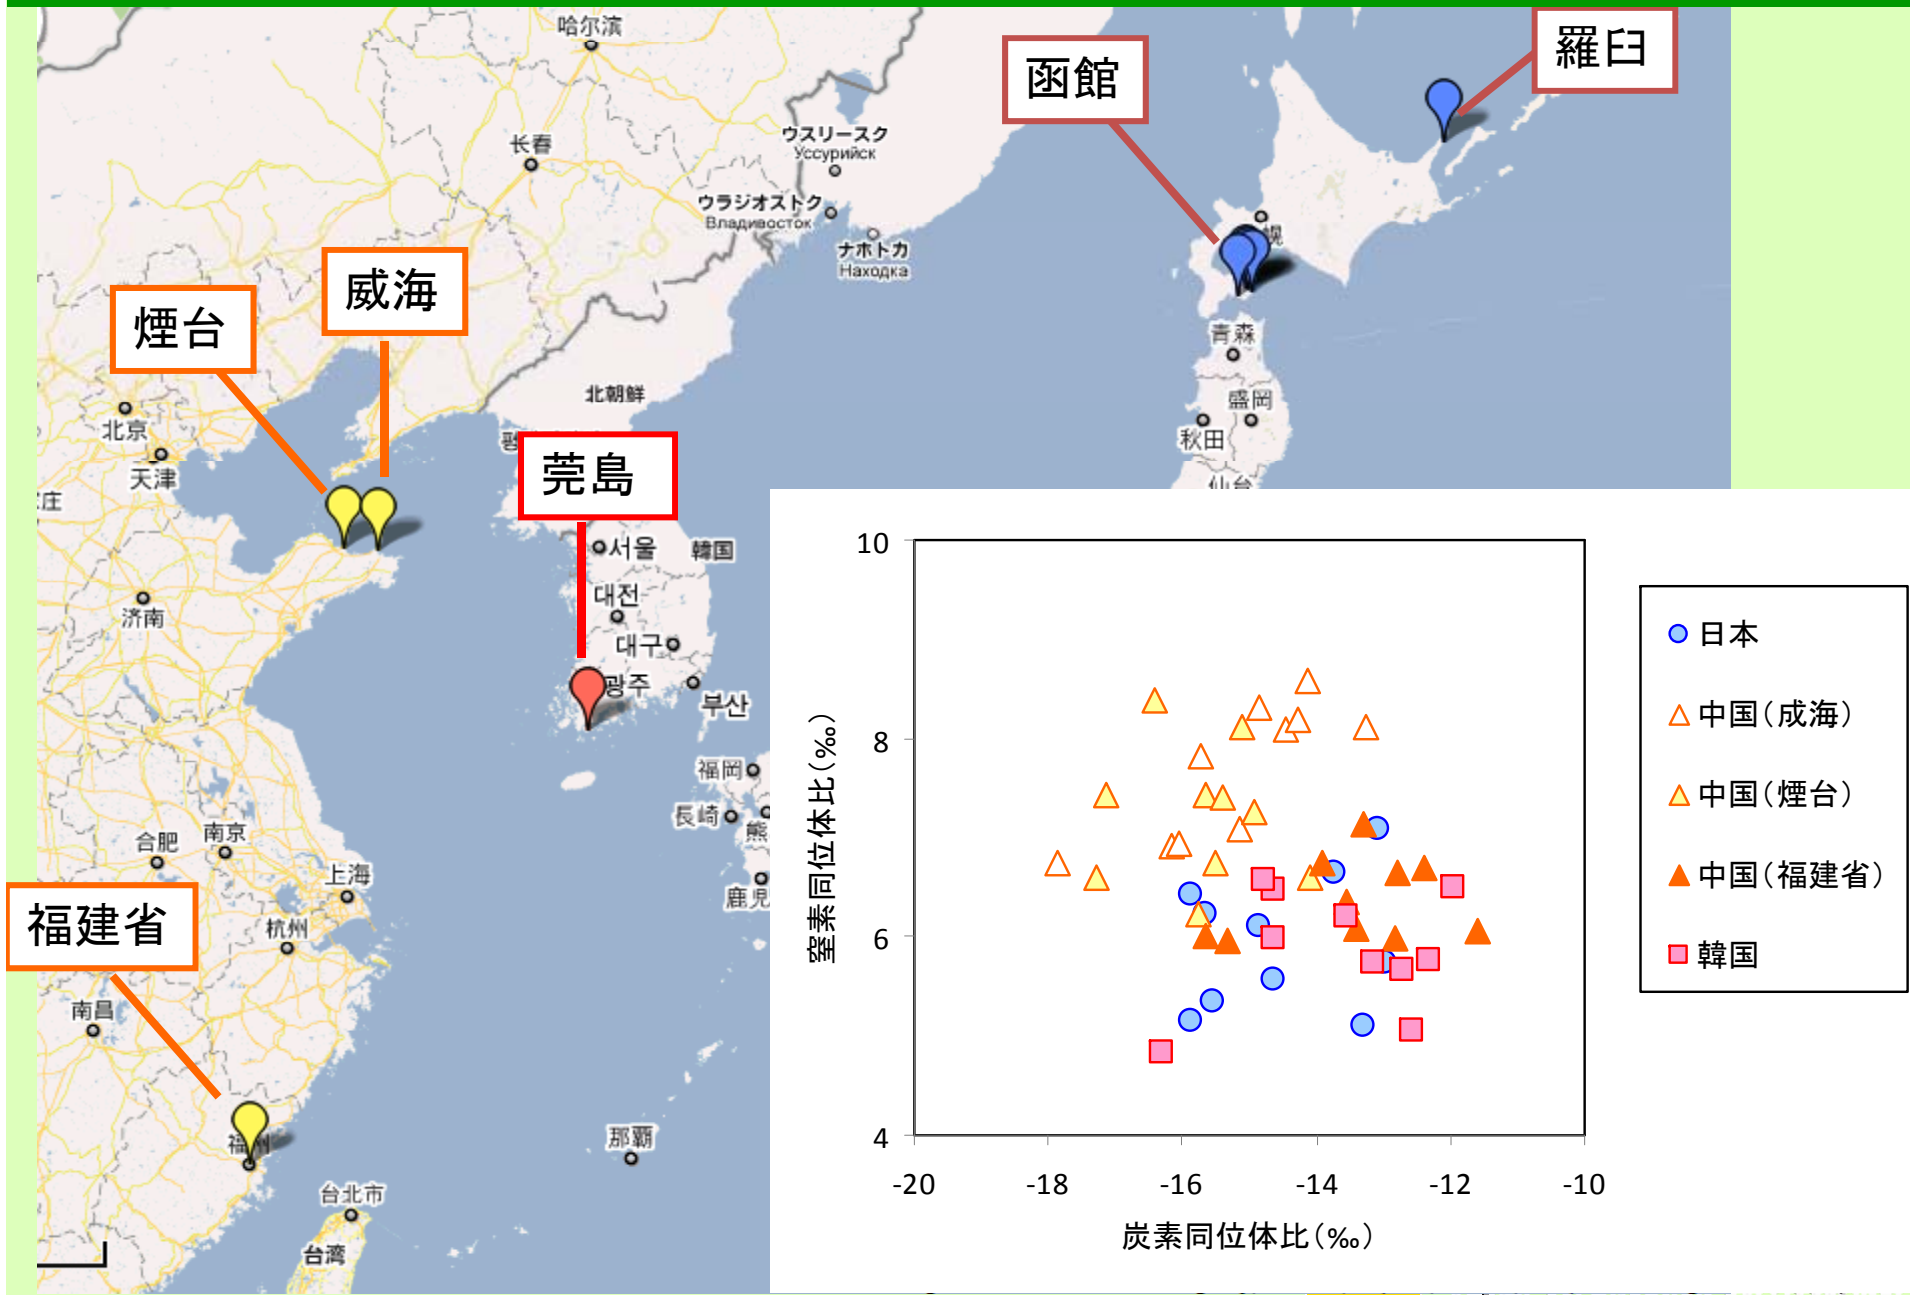 哈尔滨
羅臼
函館
长春
ウスリースク
Уссурийск
ウラジオストク
Владивосток
ナホトカ
Находка
幌
威海
煙台
青森
北朝鮮
盛岡
北京
秋田
天津
仙台
莞島
庄
서울
韓国
대전
济南
대구
광주
부산
福岡
長崎
熊
南京
合肥
上海
鹿児
福建省
杭州
南昌
那覇
台北市
台湾
10
8
6
4
-20
-18
-16
-14
-12
-10
窒素同位体比(‰)
炭素同位体比(‰)
日本
中国(成海)
中国(煙台)
中国(福建省)
韓国